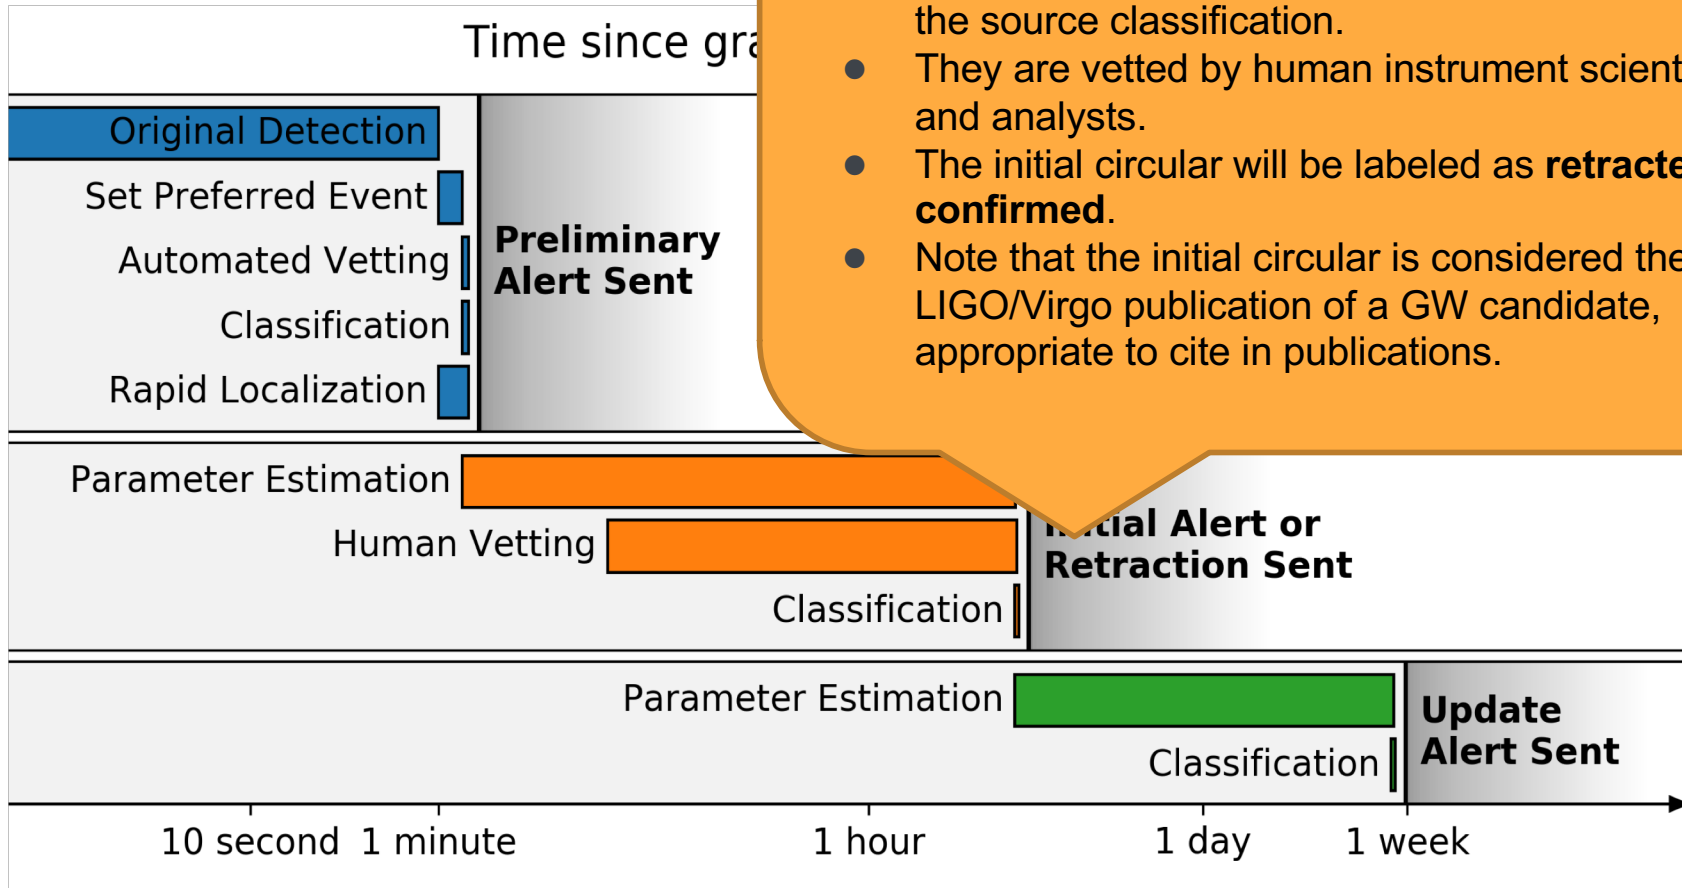 Time since
the source classification.
● They are vetted by human instrument
and analysts.
● The initial circular will be labeled as
confirmed.
● Note that the initial circular is considered
LIGO/Virgo publication of a GW candidate,
appropriate to cite in publications.
Original Detection
Set Preferred Event
Automated Vetting
Classification
Rapid Localization
Preliminary
Alert Sent
Parameter Estimation
Human Vetting
Classification
Alert or
Retraction Sent
Parameter Estimation
Classification
Update
Alert Sent
10 second 1 minute 1 hour 1 day 1 week